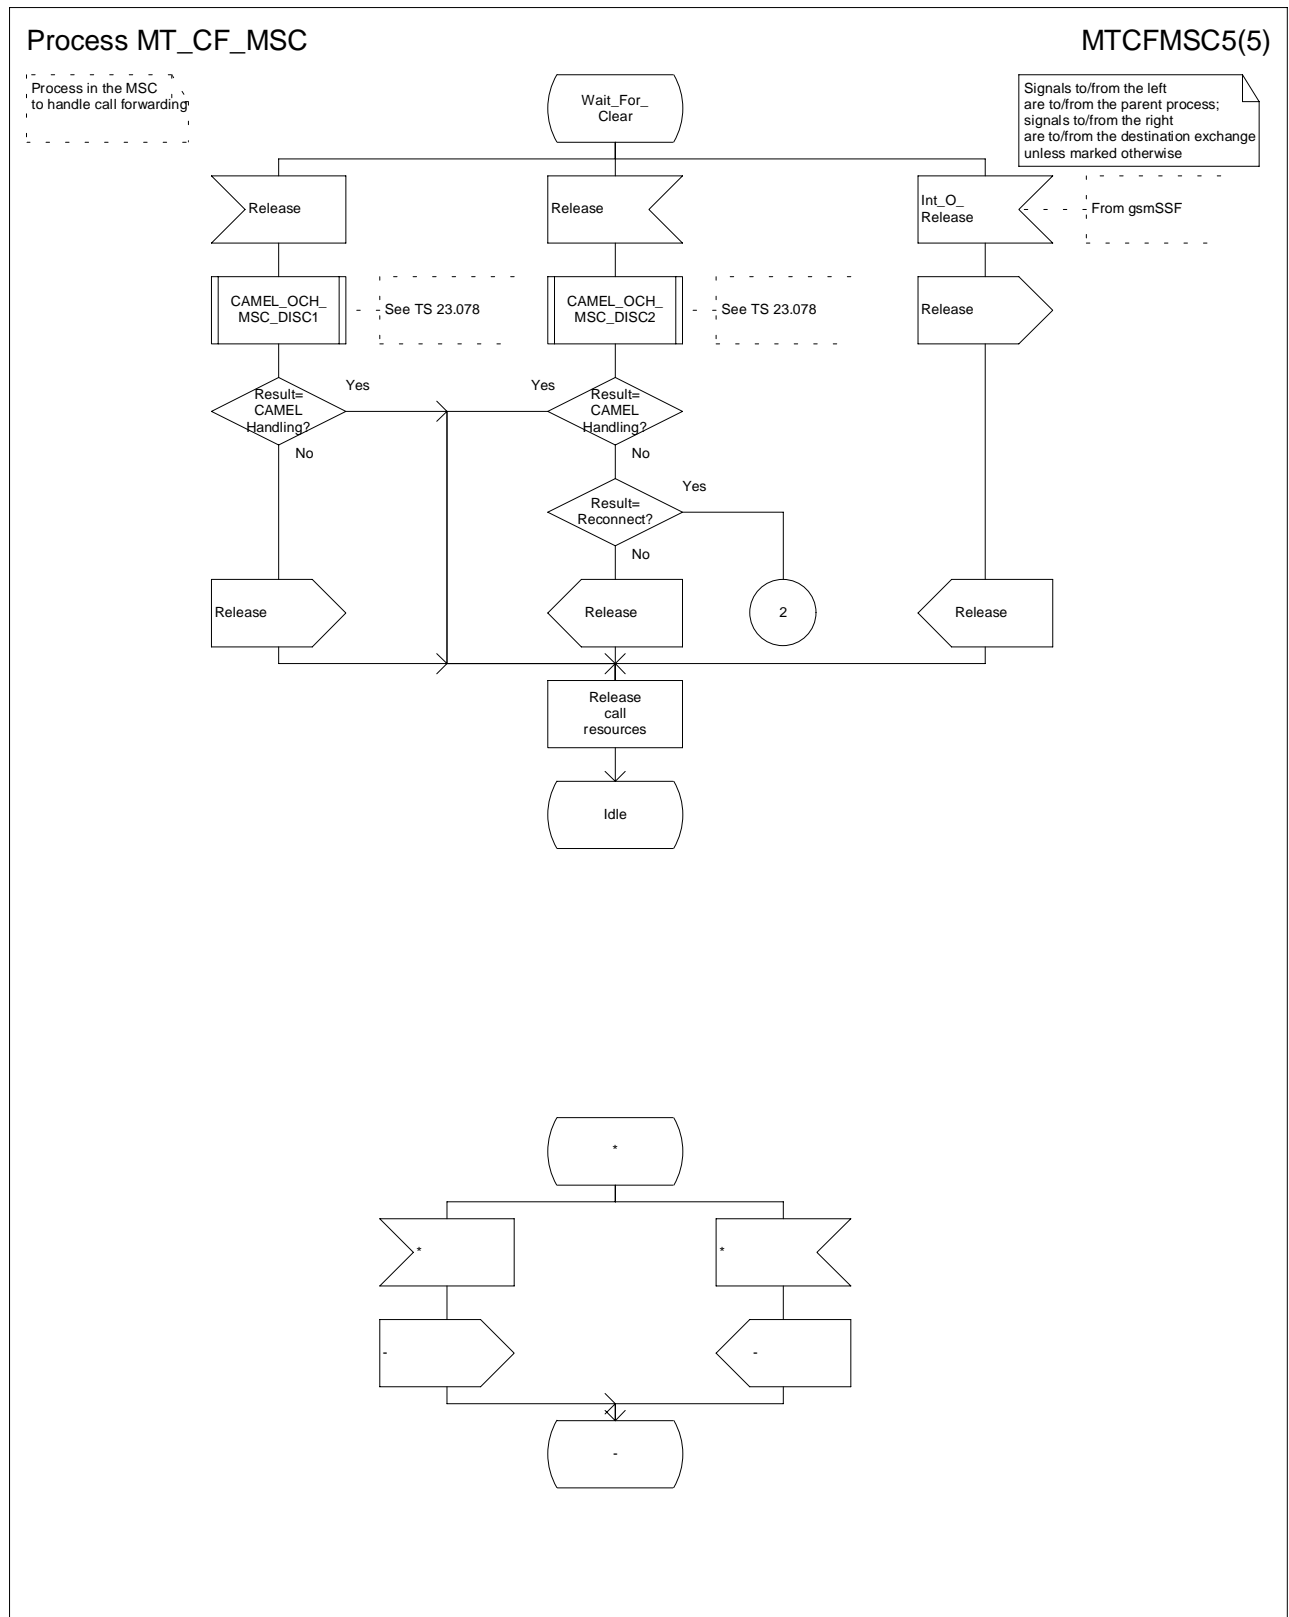 Process MT_CF_MSC
MTCFMSC5(5)
Process in the MSC
to handle call forwarding
Signals to/from the left
are to/from the parent process;
signals to/from the right
are to/from the destination exchange
unless marked otherwise
Wait_For_
Clear
Release
Release
Int_O_
Release
From gsmSSF
CAMEL_OCH_
MSC_DISC1
See TS 23.078
CAMEL_OCH_
MSC_DISC2
See TS 23.078
Release
Result=
CAMEL
Handling?
Yes
No
Yes
Result=
CAMEL
Handling?
No
Result=
Reconnect?
Yes
No
Release
Release
2
Release
Release
call
resources
Idle
*
*
*
-
-
-